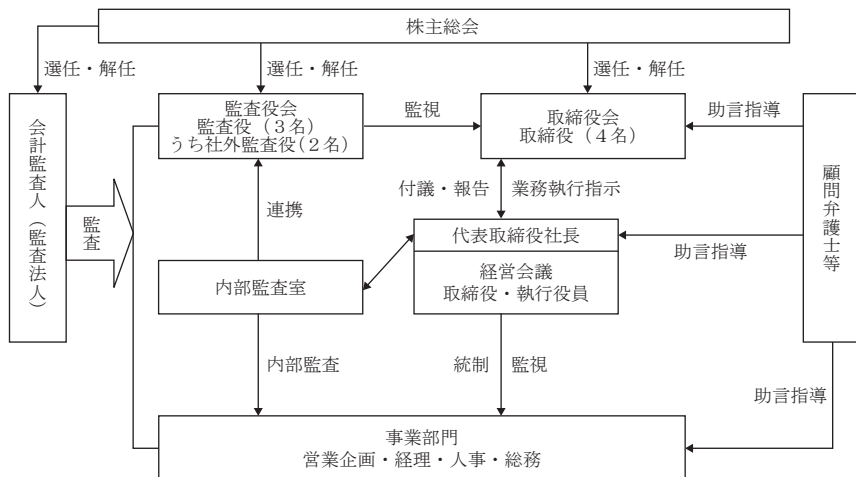 株主総会
選任・解任
選任・解任
選任・解任
会計監査人（監査法人）
監査役会
監査役（３名）
うち社外監査役（２名）
監視
取締役会
取締役（４名）
助言指導
顧問弁護士等
監査
連携
付議・報告
業務執行指示
代表取締役社長
助言指導
内部監査室
経営会議
取締役・執行役員
内部監査
統制
監視
助言指導
事業部門
営業企画・経理・人事・総務